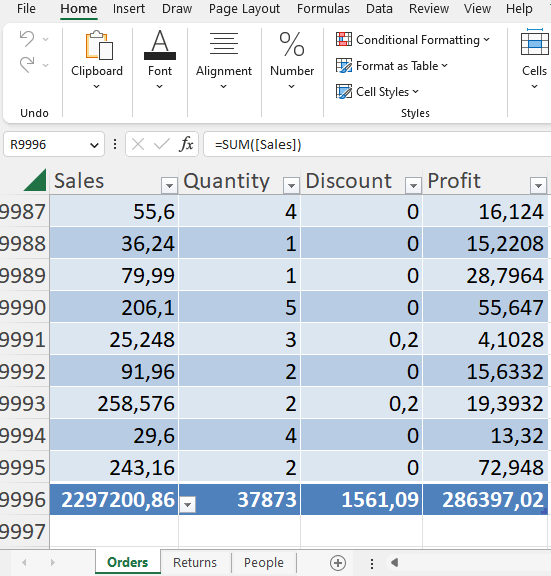 File Home Insert Draw Page Layout Formulas Data Review View Help
Undo
Clipboard
Font
Alignment
Number
Conditional Formatting
Format as Table
Cell Styles
Styles
Cells
R9996 fx =SUM([Sales])
Sales Quantity Discount Profit
9987 55,6 4 0 16,124
9988 36,24 1 0 15,2208
9989 79,99 1 0 28,7964
9990 206,1 5 0 55,647
9991 25,248 3 0,2 4,1028
9992 91,96 2 0 15,6332
9993 258,576 2 0,2 19,3932
9994 29,6 4 0 13,32
9995 243,16 2 0 72,948
9996 2297200,86 37873 1561,09 286397,02
9997
Orders Returns People